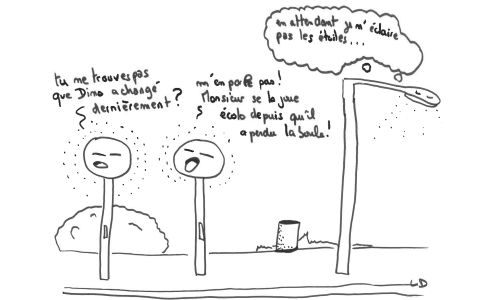 tu me trouves pas
que Dino a changé
dernièrement ?
m'en parle pas !
Monsieur se la joue
écolo depuis qu'il
a perdu la boule !
en attendant je m'éclaire
pas les étoiles...
LD